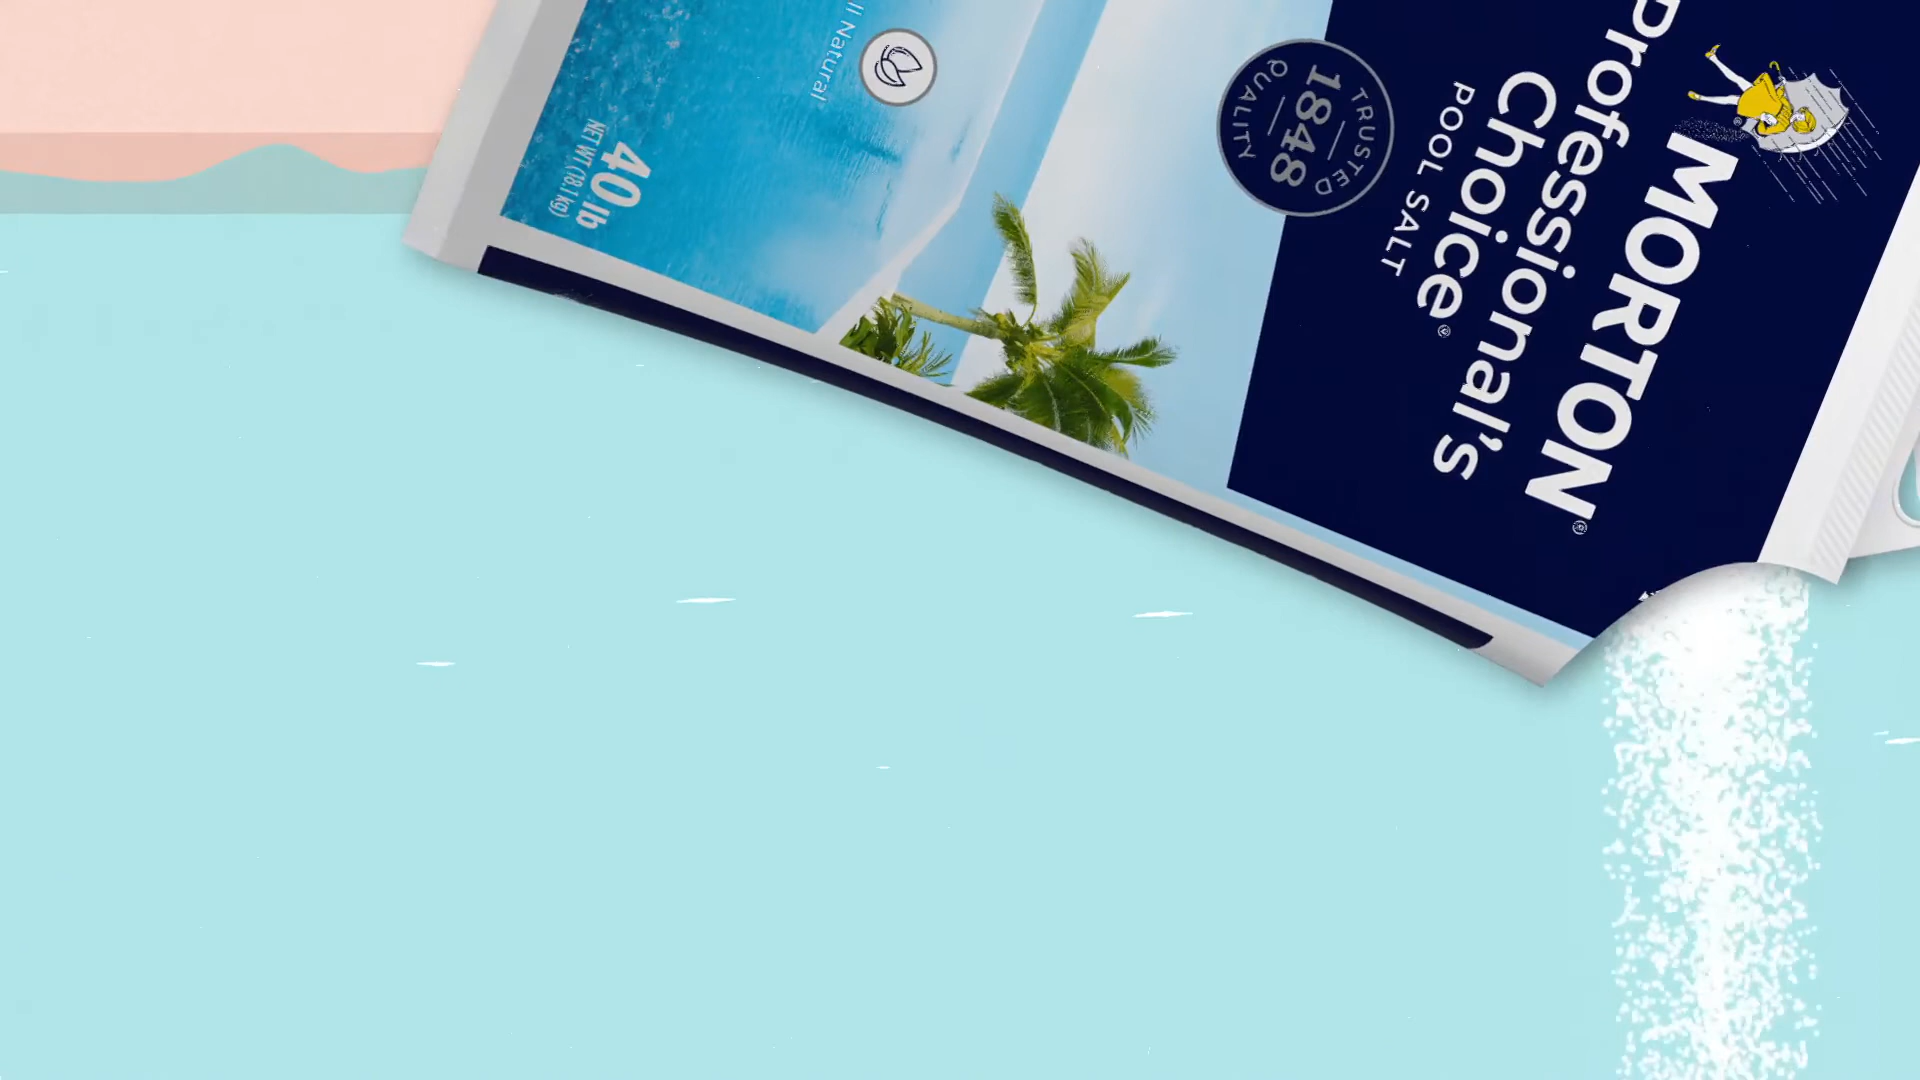 MORTON®
Professional's
Choice®
POOL SALT
TRUSTED
1848
QUALITY
ll Natural
40 lb
NET WT (18.1 kg)